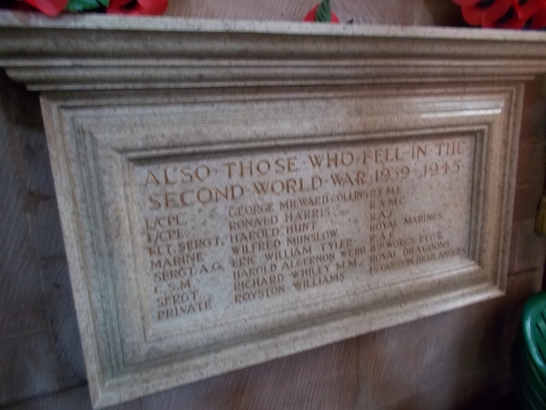 ALSO·THOSE·WHO·FELL·IN·THE
SECOND·WORLD·WAR·1939-1945
L/CPL. GEORGE MILWARD COLLINS R.E.M.E.
L/CPL. RONALD HARRIS R.A.M.C.
FLT. SERGT. HAROLD HUNT R.A.F.
MARINE WILFRED MUNSLOW ROYAL MARINES
SERGT. A.G. ERIC WILLIAM TYLER R.A.F.
C.S.M. HAROLD ALGERNON WEBB WORCS. REGT.
SERGT. RICHARD WHILEY M.M. ROYAL DRAGOONS
PRIVATE ROYSTON WILLIAMS GORDON HIGHLANDERS